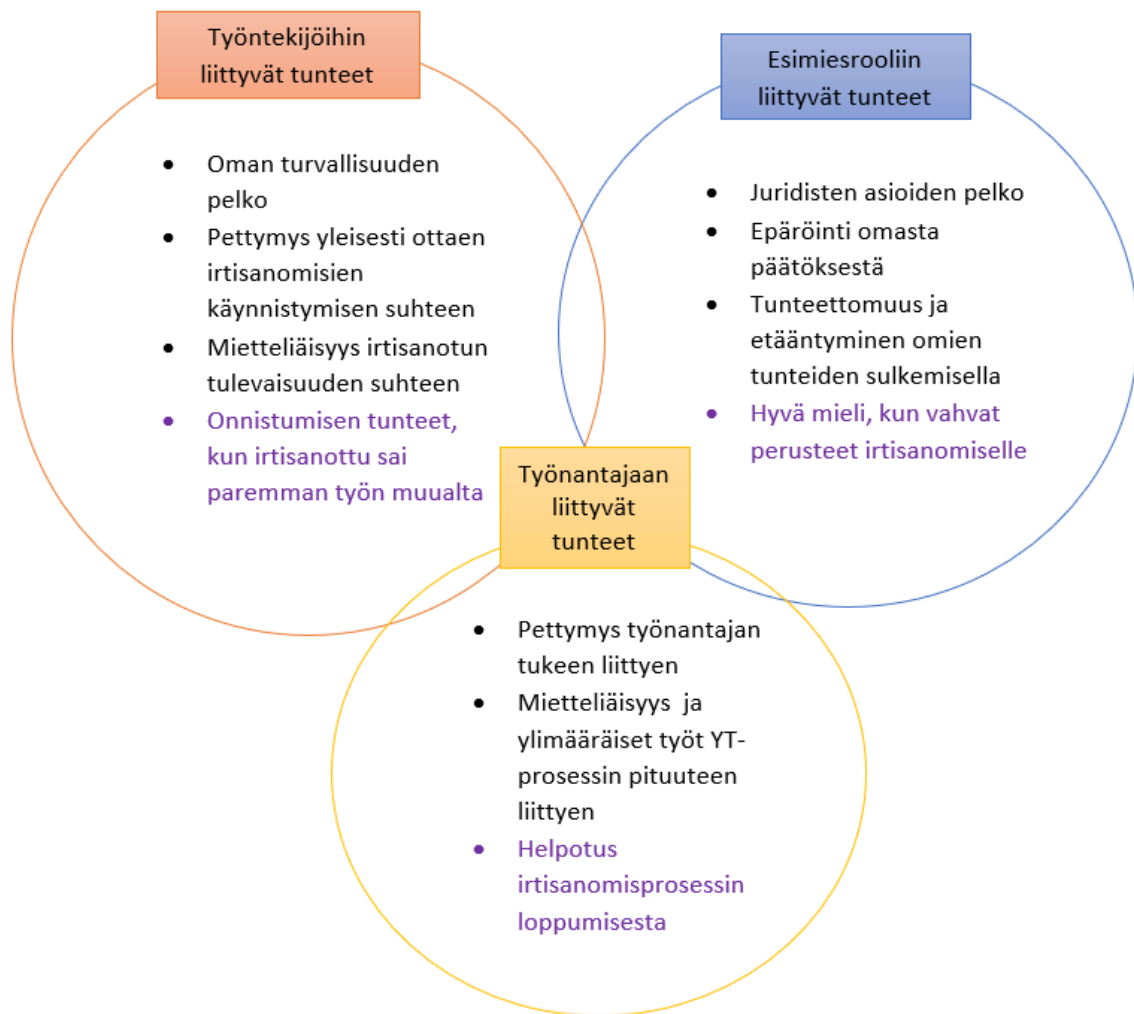 Työntekijöihin
liittyvät tunteet
• Oman turvallisuuden
pelko
• Pettymys yleisesti ottaen
irtisanomisien
käynnistymisen suhteen
• Mietteliäisyys irtisanotun
tulevaisuuden suhteen
• Onnistumisen tunteet,
kun irtisanottu sai
paremman työn muualta
Esimiesrooliin
liittyvät tunteet
• Juridisten asioiden pelko
• Epäröinti omasta
päätöksestä
• Tunteettomuus ja
etääntyminen omien
tunteiden sulkemisella
• Hyvä mieli, kun vahvat
perusteet irtisanomiselle
Työnantajaan
liittyvät
tunteet
• Pettymys työnantajan
tukeen liittyen
• Mietteliäisyys ja
ylimääräiset työt YT-
prosessin pituuteen
liittyen
• Helpotus
irtisanomisprosessin
loppumisesta